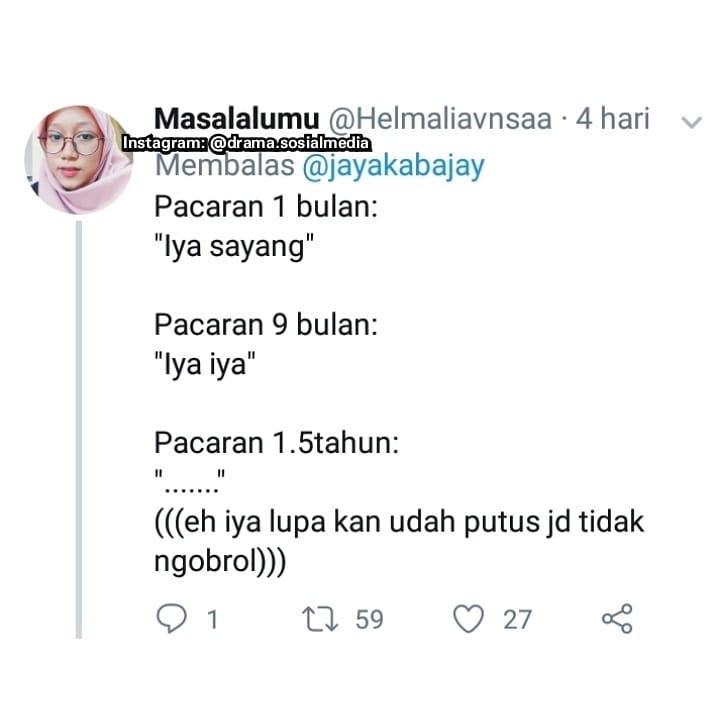 Masalalumu @Helmaliavnsaa · 4 hari
Instagram: @drama.sosialmedia
Membalas @jayakabajay
Pacaran 1 bulan:
"Iya sayang"
Pacaran 9 bulan:
"Iya iya"
Pacaran 1.5tahun:
"......."
(((eh iya lupa kan udah putus jd tidak
ngobrol)))
1 59 27